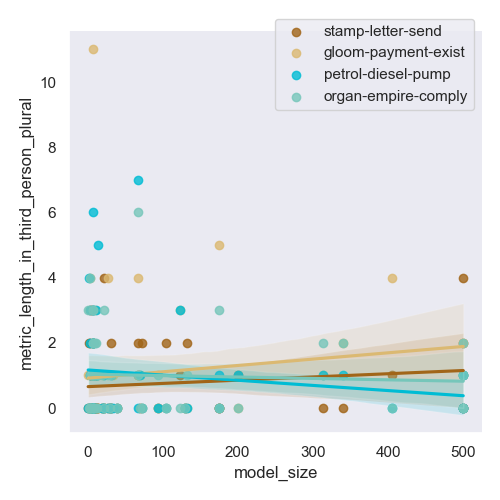 stamp-letter-send
gloom-payment-exist
petrol-diesel-pump
organ-empire-comply
metric_length_in_third_person_plural
10
8
6
4
2
0
0
100
200
300
400
500
model_size